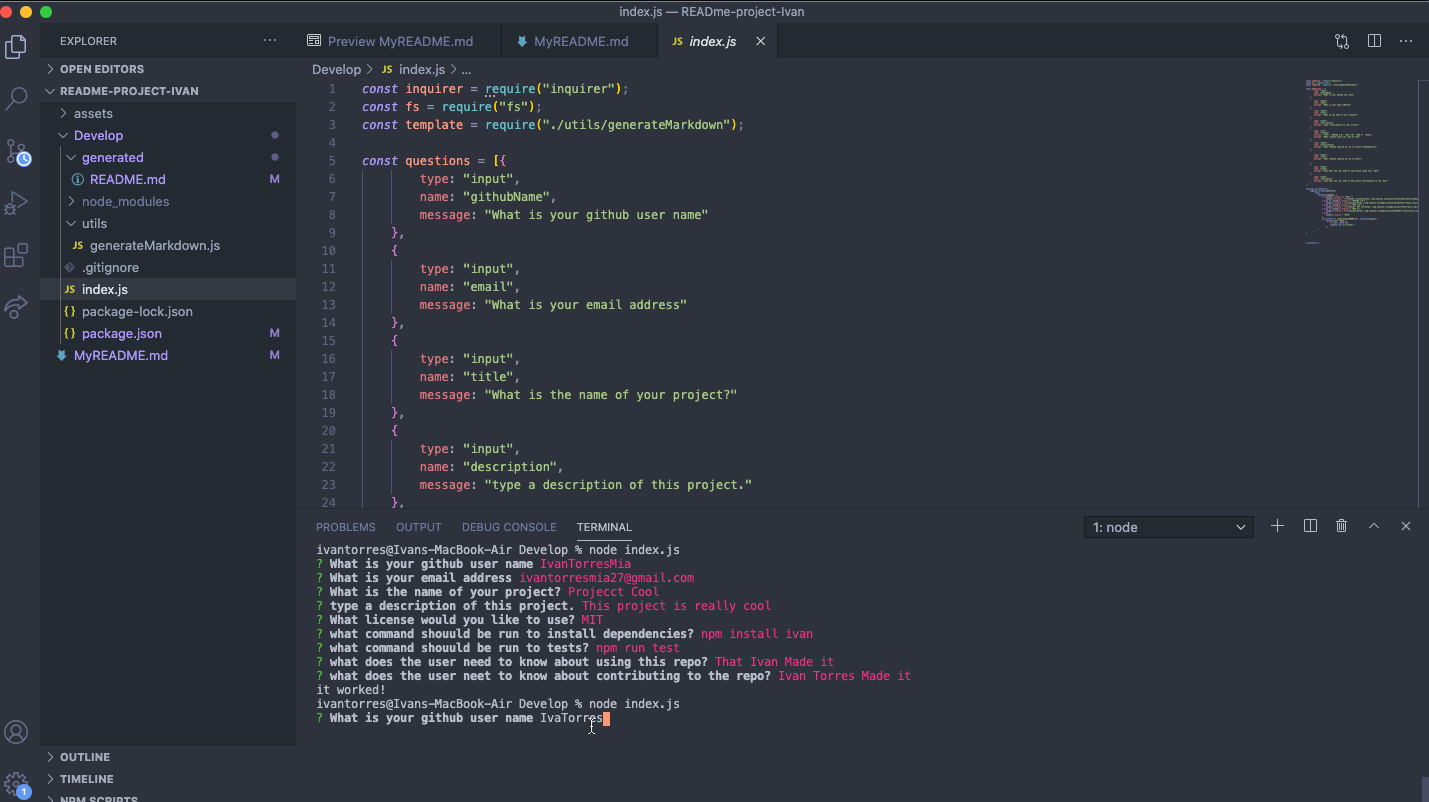 index.js — READme-project-Ivan
EXPLORER
OPEN EDITORS
README-PROJECT-IVAN
assets
Develop
generated
README.md M
node_modules
utils
JS generateMarkdown.js
.gitignore
JS index.js
{} package-lock.json
{} package.json M
MyREADME.md M
OUTLINE
TIMELINE
NPM SCRIPTS
1
Preview MyREADME.md
MyREADME.md
JS index.js
Develop > JS index.js > ...
1 const inquirer = require("inquirer");
2 const fs = require("fs");
3 const template = require("./utils/generateMarkdown");
4
5 const questions = [{
6 type: "input",
7 name: "githubName",
8 message: "What is your github user name"
9 },
10 {
11 type: "input",
12 name: "email",
13 message: "What is your email address"
14 },
15 {
16 type: "input",
17 name: "title",
18 message: "What is the name of your project?"
19 },
20 {
21 type: "input",
22 name: "description",
23 message: "type a description of this project."
24 },
PROBLEMS OUTPUT DEBUG CONSOLE TERMINAL 1: node
ivantorres@Ivans-MacBook-Air Develop % node index.js
? What is your github user name IvanTorresMia
? What is your email address ivantorresmia27@gmail.com
? What is the name of your project? Projecct Cool
? type a description of this project. This project is really cool
? What license would you like to use? MIT
? what command shouuld be run to install dependencies? npm install ivan
? what command shouuld be run to tests? npm run test
? what does the user need to know about using this repo? That Ivan Made it
? what does the user neet to know about contributing to the repo? Ivan Torres Made it
it worked!
ivantorres@Ivans-MacBook-Air Develop % node index.js
? What is your github user name IvaTorres